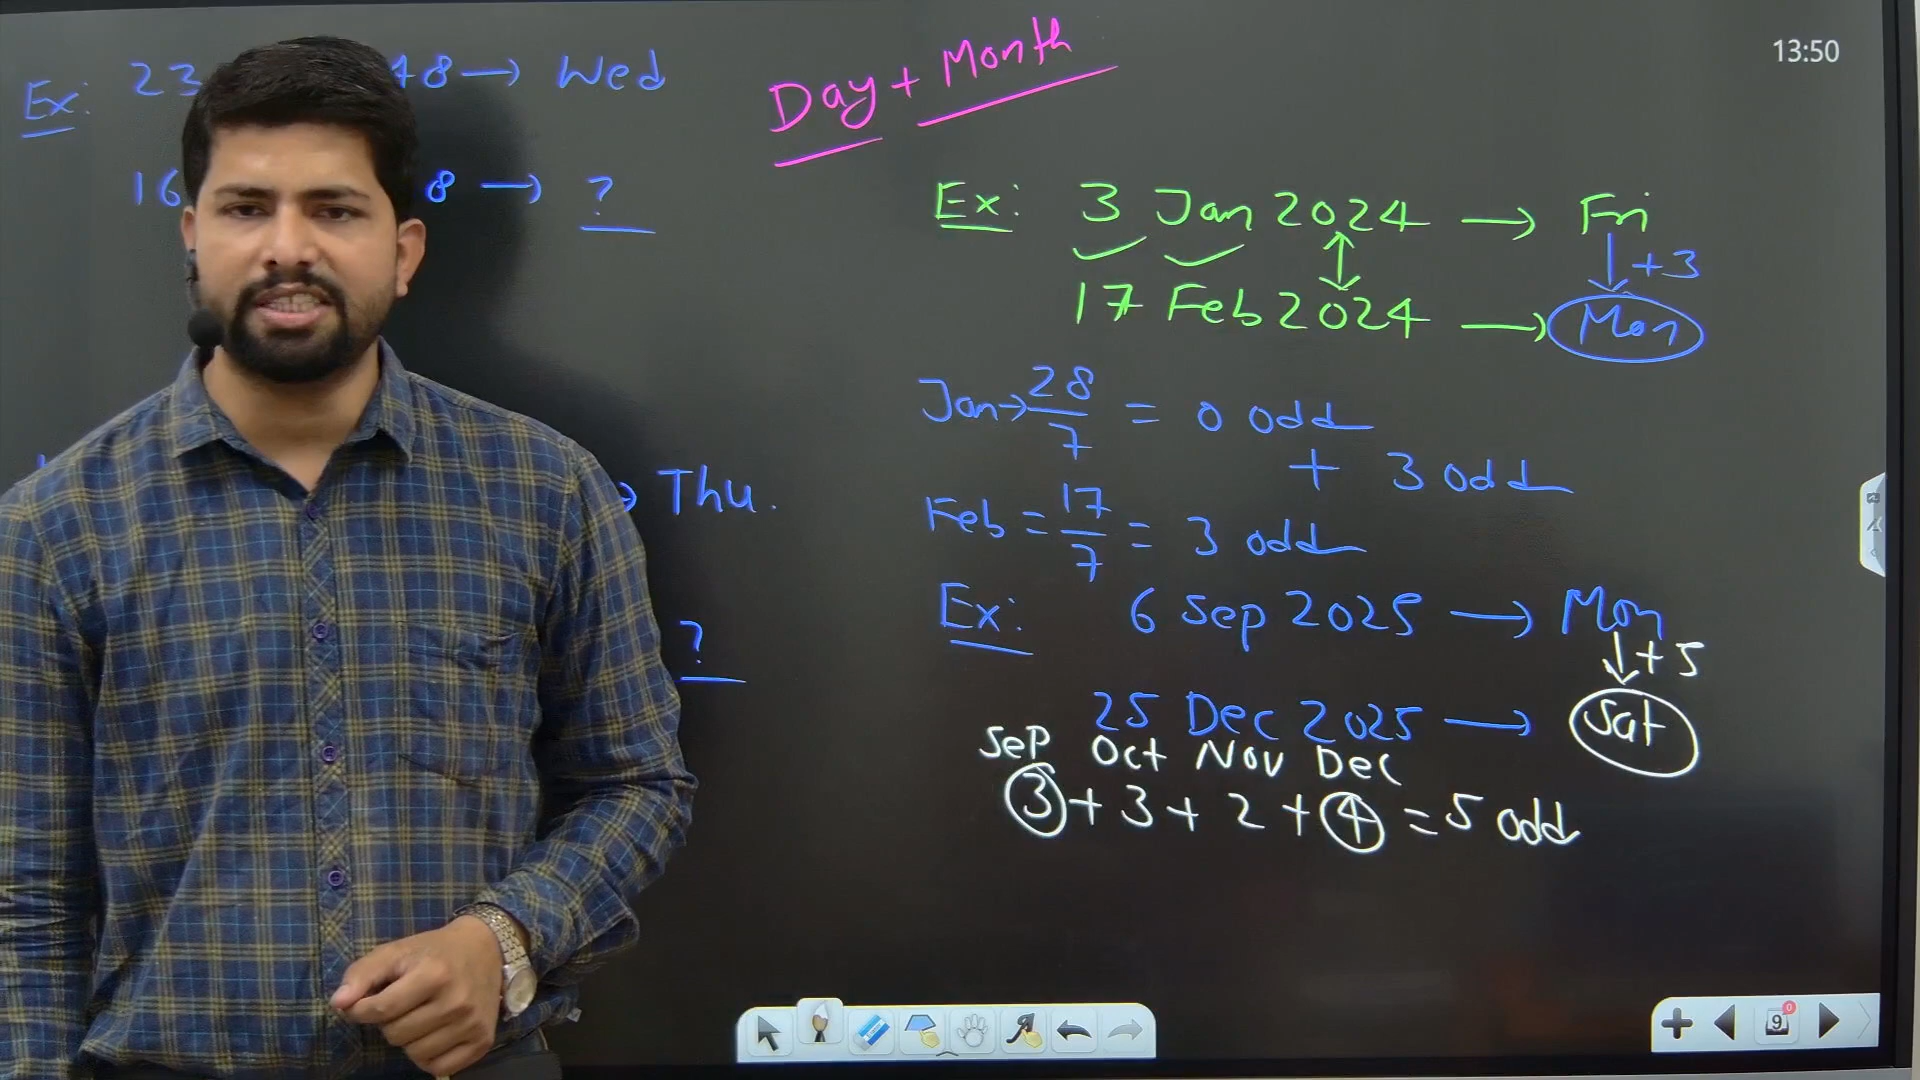 13:50
Ex: 23 48 → Wed
16 8 → ?
→ Thu.
?
Day + Month
Ex: 3 Jan 2024 → Fri
+3
17 Feb 2024 → Mon
Jan → 28/7 = 0 odd
+ 3 odd
Feb = 17/7 = 3 odd
Ex: 6 Sep 2025 → Mon
+5
25 Dec 2025 → Sat
Sep Oct Nov Dec
3 + 3 + 2 + 4 = 5 odd
9
0